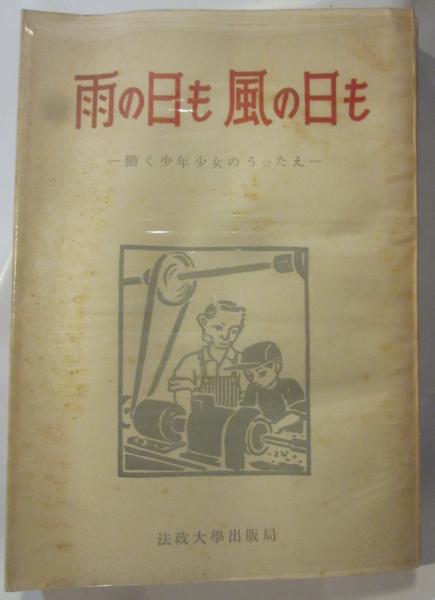 雨の日も 風の日も
―働く少年少女のうったえ―
法政大學出版局